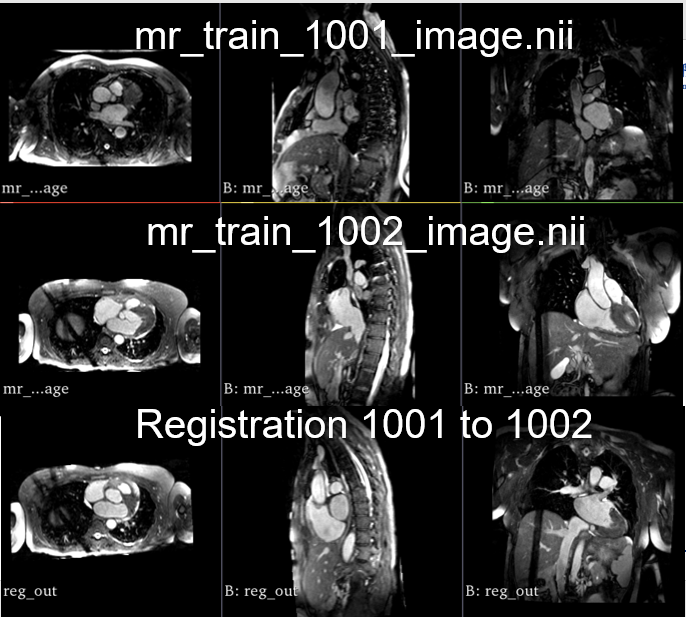 mr_train_1001_image.nii
mr_...age
B: mr_...age
B: mr_...age
mr_train_1002_image.nii
mr_...age
B: mr_...age
B: mr_...age
Registration 1001 to 1002
reg_out
B: reg_out
B: reg_out